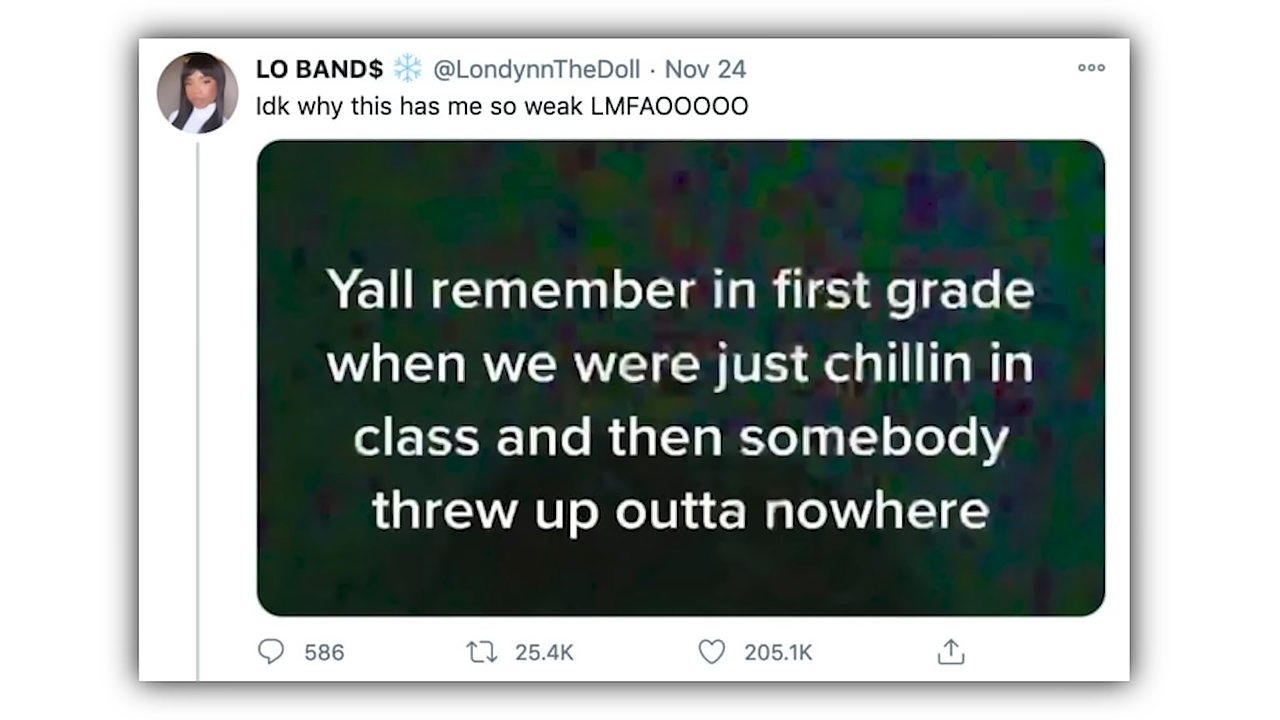 LO BAND$ ❄️ @LondynnTheDoll · Nov 24
Idk why this has me so weak LMFAOOOOO
Yall remember in first grade
when we were just chillin in
class and then somebody
threw up outta nowhere
586 25.4K 205.1K